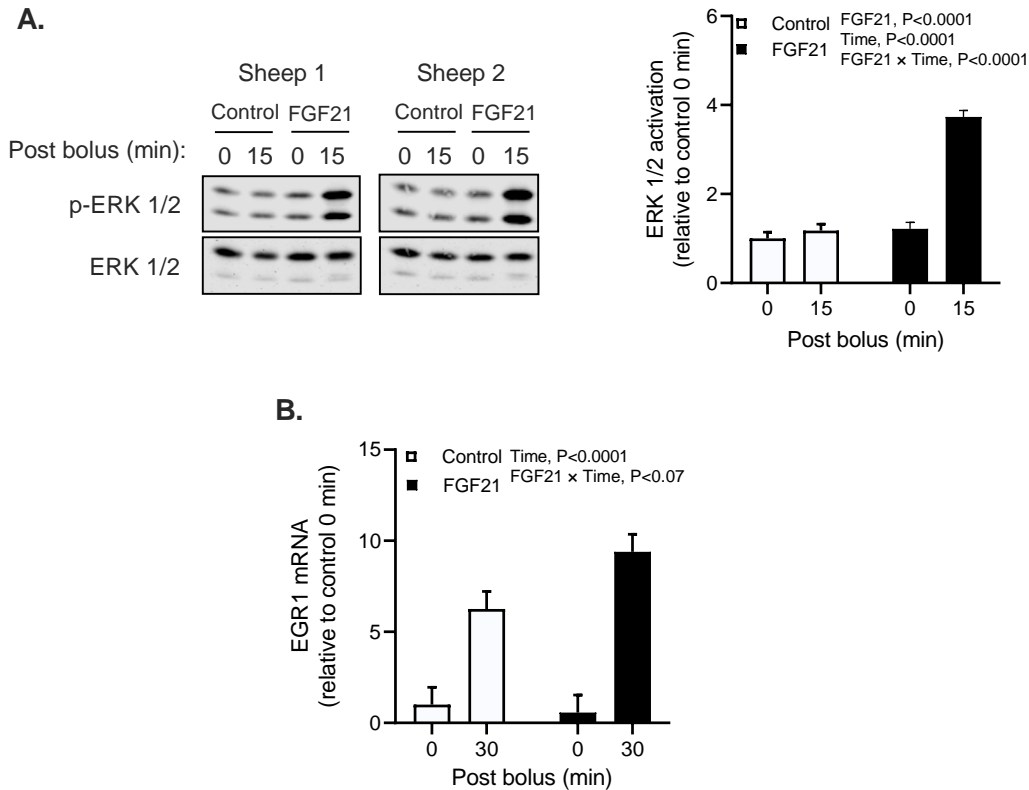 A.
Sheep 1 Sheep 2
Control FGF21 Control FGF21
Post bolus (min): 0 15 0 15 0 15 0 15
p-ERK 1/2
ERK 1/2
ERK 1/2 activation
(relative to control 0 min)
6
4
2
0
Control
FGF21
FGF21, P<0.0001
Time, P<0.0001
FGF21 × Time, P<0.0001
0 15 0 15
Post bolus (min)
B.
EGR1 mRNA
(relative to control 0 min)
15
10
5
0
Control
FGF21
Time, P<0.0001
FGF21 × Time, P<0.07
0 30 0 30
Post bolus (min)